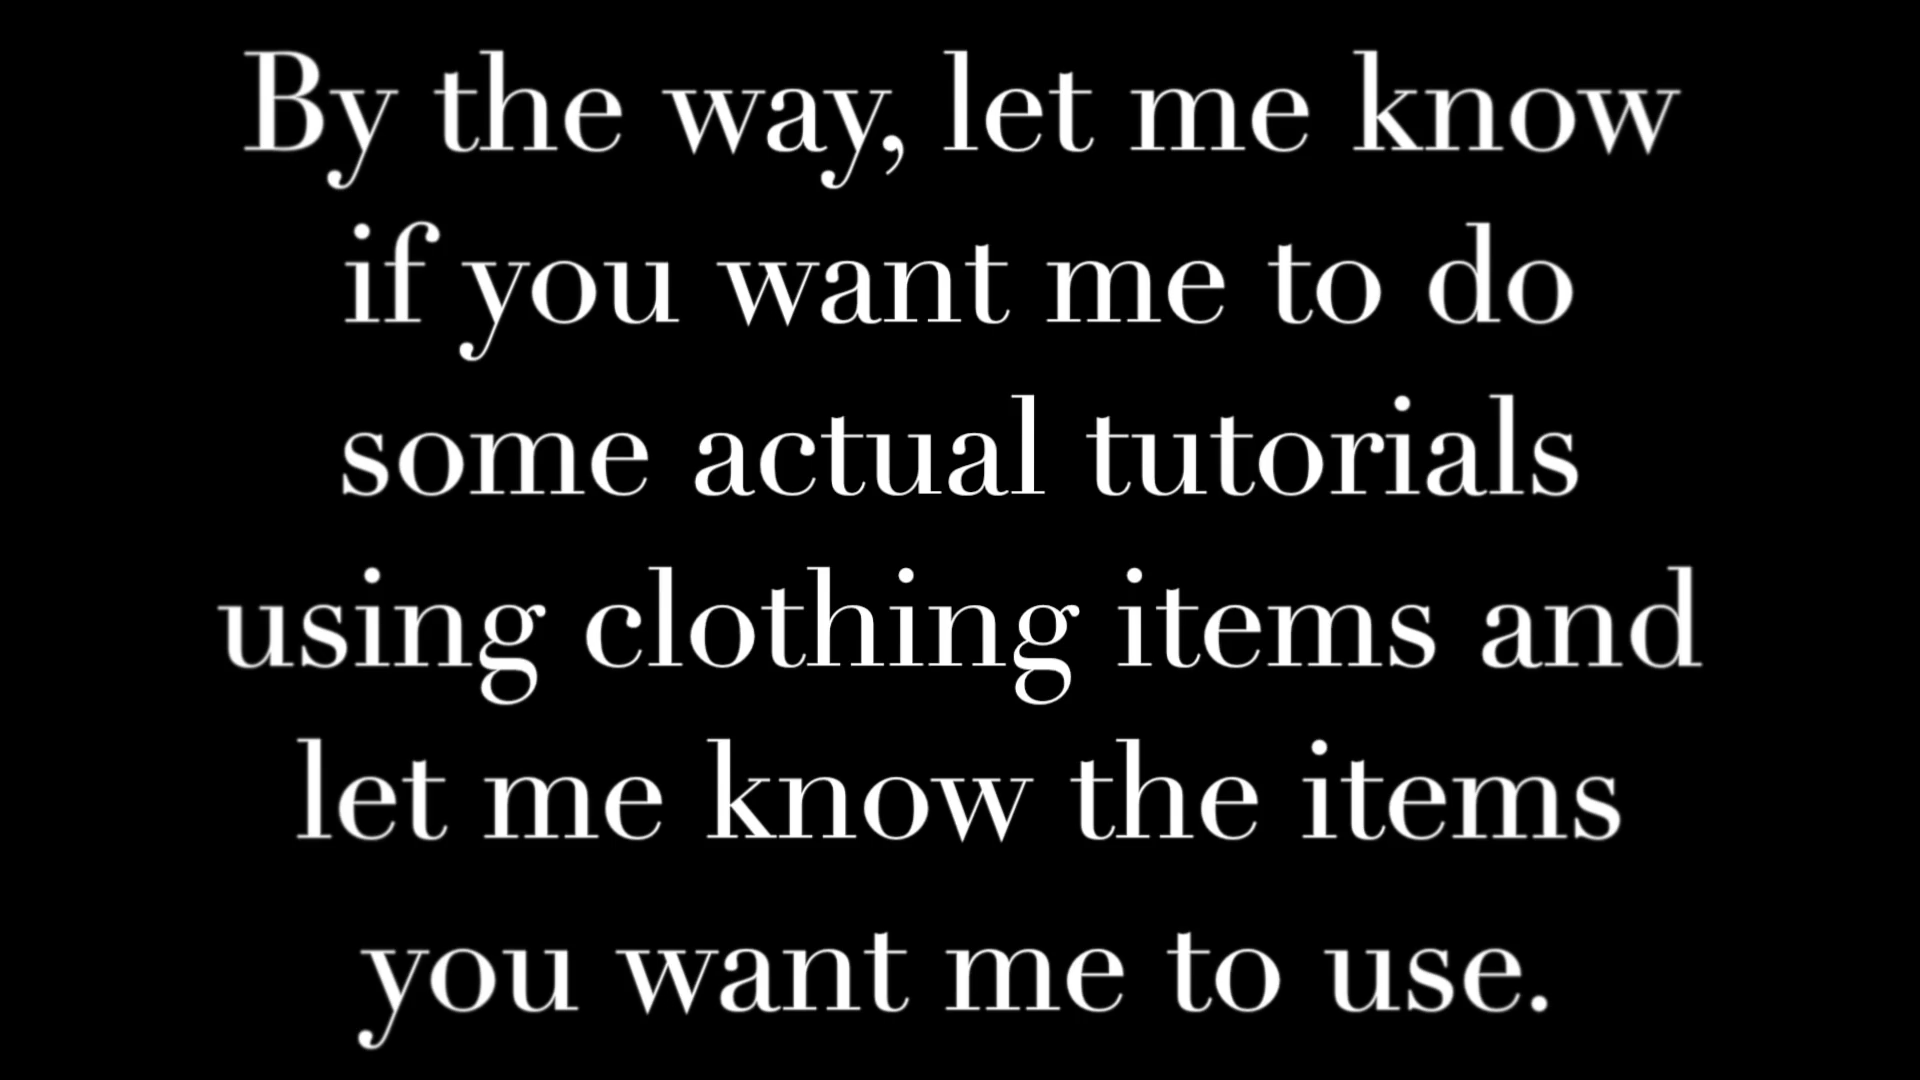 By the way, let me know
if you want me to do
some actual tutorials
using clothing items and
let me know the items
you want me to use.